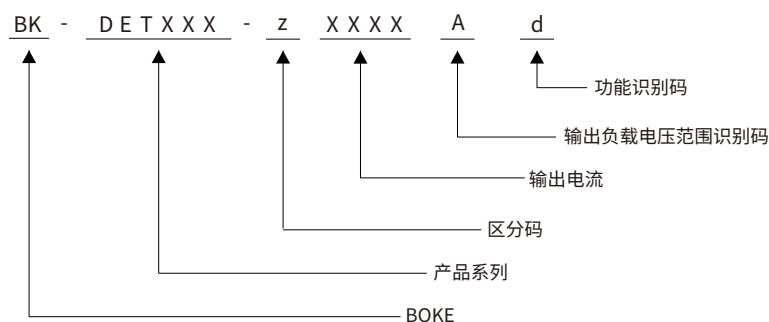 BK - DETXXX - z XXXX A d
功能识别码
输出负载电压范围识别码
输出电流
区分码
产品系列
BOKE